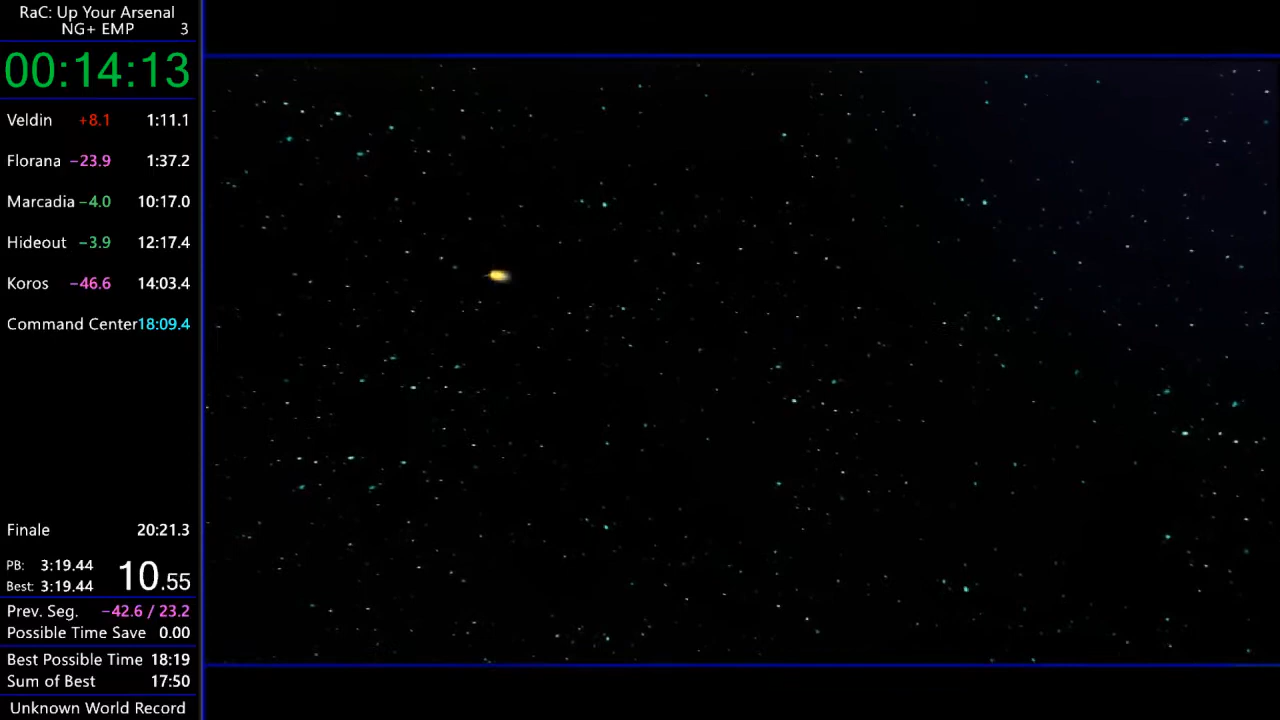 RaC: Up Your Arsenal
NG+ EMP 3
00:14:13
Veldin +8.1 1:11.1
Florana −23.9 1:37.2
Marcadia −4.0 10:17.0
Hideout −3.9 12:17.4
Koros −46.6 14:03.4
Command Center 18:09.4
Finale 20:21.3
PB: 3:19.44
Best: 3:19.44
10.55
Prev. Seg. −42.6 / 23.2
Possible Time Save 0.00
Best Possible Time 18:19
Sum of Best 17:50
Unknown World Record